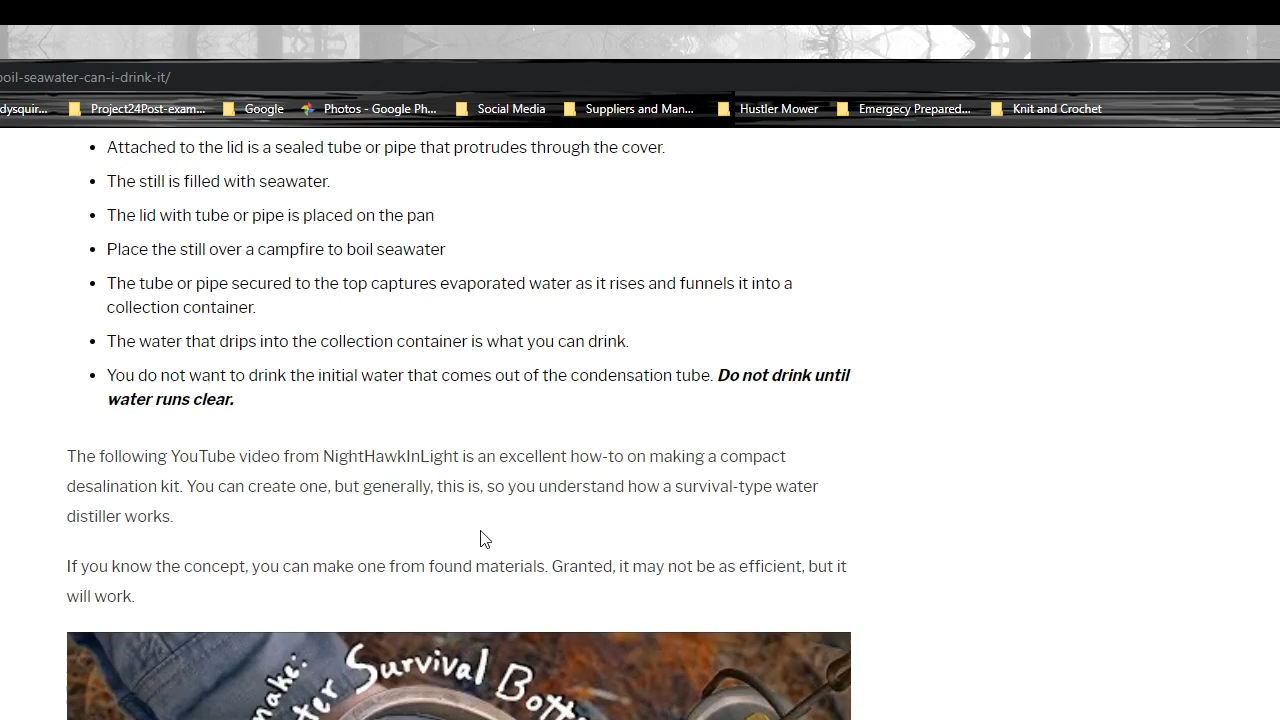 boil-seawater-can-i-drink-it/
dysquir... Project24Post-exam... Google Photos - Google Ph... Social Media Suppliers and Man... Hustler Mower Emergecy Prepared... Knit and Crochet
• Attached to the lid is a sealed tube or pipe that protrudes through the cover.
• The still is filled with seawater.
• The lid with tube or pipe is placed on the pan
• Place the still over a campfire to boil seawater
• The tube or pipe secured to the top captures evaporated water as it rises and funnels it into a
collection container.
• The water that drips into the collection container is what you can drink.
• You do not want to drink the initial water that comes out of the condensation tube. Do not drink until
water runs clear.
The following YouTube video from NightHawkInLight is an excellent how-to on making a compact
desalination kit. You can create one, but generally, this is, so you understand how a survival-type water
distiller works.
If you know the concept, you can make one from found materials. Granted, it may not be as efficient, but it
will work.
make:
Survival